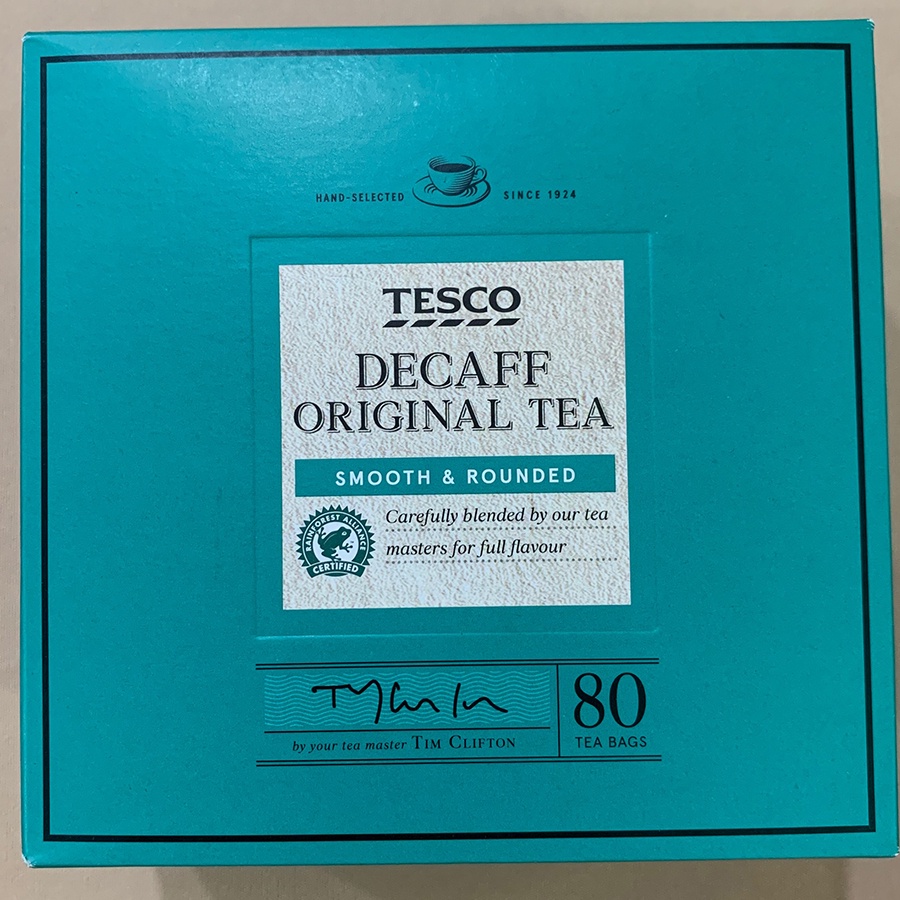 HAND-SELECTED SINCE 1924
TESCO
DECAFF
ORIGINAL TEA
SMOOTH & ROUNDED
RAINFOREST ALLIANCE
CERTIFIED
Carefully blended by our tea
masters for full flavour
by your tea master TIM CLIFTON
80
TEA BAGS